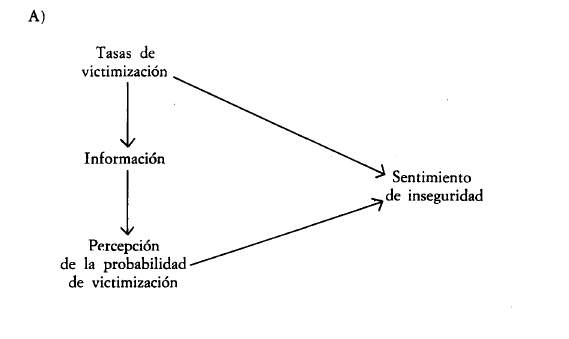 A)
Tasas de
victimización
Información
Sentimiento
de inseguridad
Percepción
de la probabilidad
de victimización